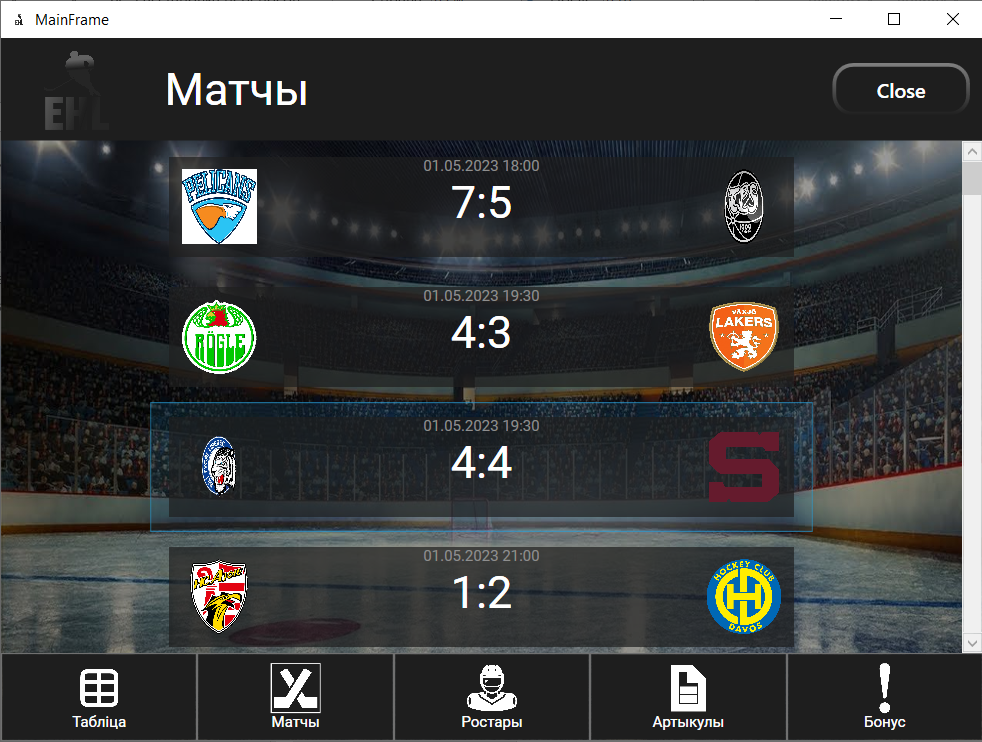 MainFrame
EHL
Матчы
Close
01.05.2023 18:00
PELICANS
7:5
TPS
01.05.2023 19:30
RÖGLE
4:3
VÄXJÖ
LAKERS
01.05.2023 19:30
4:4
S
01.05.2023 21:00
1:2
HOCKEY CLUB
H
DAVOS
Табліца
Матчы
Ростары
Артыкулы
Бонус